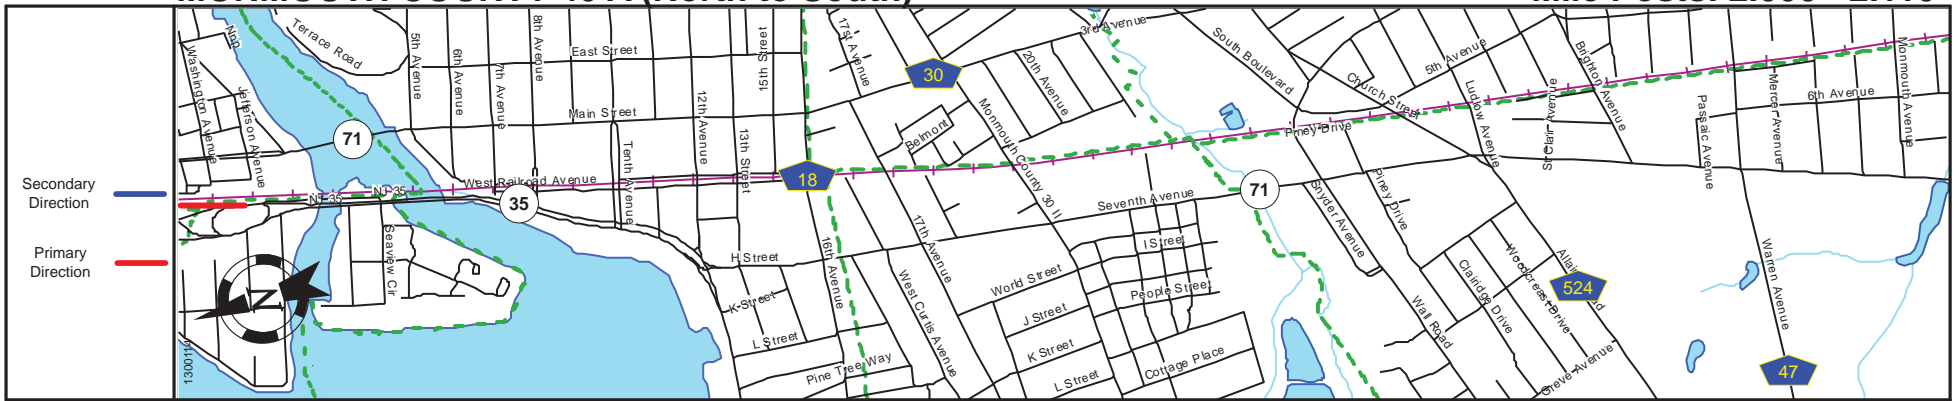 Secondary
Direction
Primary
Direction
Washington Avenue
Jefferson Avenue
Terrace Road
5th Avenue
6th Avenue
7th Avenue
8th Avenue
East Street
Main Street
Tenth Avenue
12th Avenue
13th Street
15th Street
17st Avenue
30
Belmont
20th Avenue
3rd Avenue
Monmouth County 30 II
South Boulevard
Church Street
5th Avenue
Ludlow Avenue
Brighton Avenue
St Clair Avenue
Passaic Avenue
Mercer Avenue
6th Avenue
Monmouth Avenue
71
NJ 35
NJ 35
West Railroad Avenue
35
18
Piney Drive
71
Seventh Avenue
Seaview Cir
N
1300114
H Street
K Street
L Street
Pine Tree Way
16th Avenue
17th Avenue
West Curtis Avenue
World Street
I Street
People Street
J Street
K Street
L Street
Cottage Place
Snyder Avenue
Piney Drive
Wall Road
Clairidge Drive
Woodcrest Drive
524
Greve Avenue
Warren Avenue
47